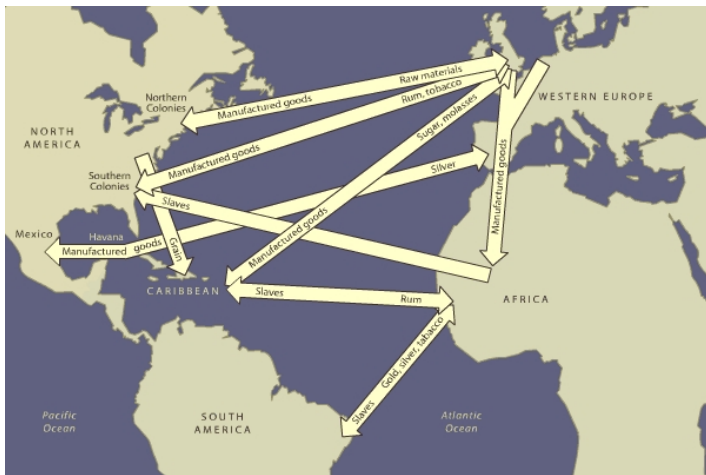 Raw materials
Manufactured goods
Northern
Colonies
Rum, tobacco
Manufactured goods
WESTERN EUROPE
NORTH
AMERICA
Sugar, molasses
Manufactured goods
Southern
Colonies
Silver
Manufactured goods
Slaves
Manufactured goods
Mexico
Havana
Grain
CARIBBEAN
Slaves
Rum
AFRICA
Gold, silver, tabacco
Slaves
Pacific
Ocean
SOUTH
AMERICA
Atlantic
Ocean